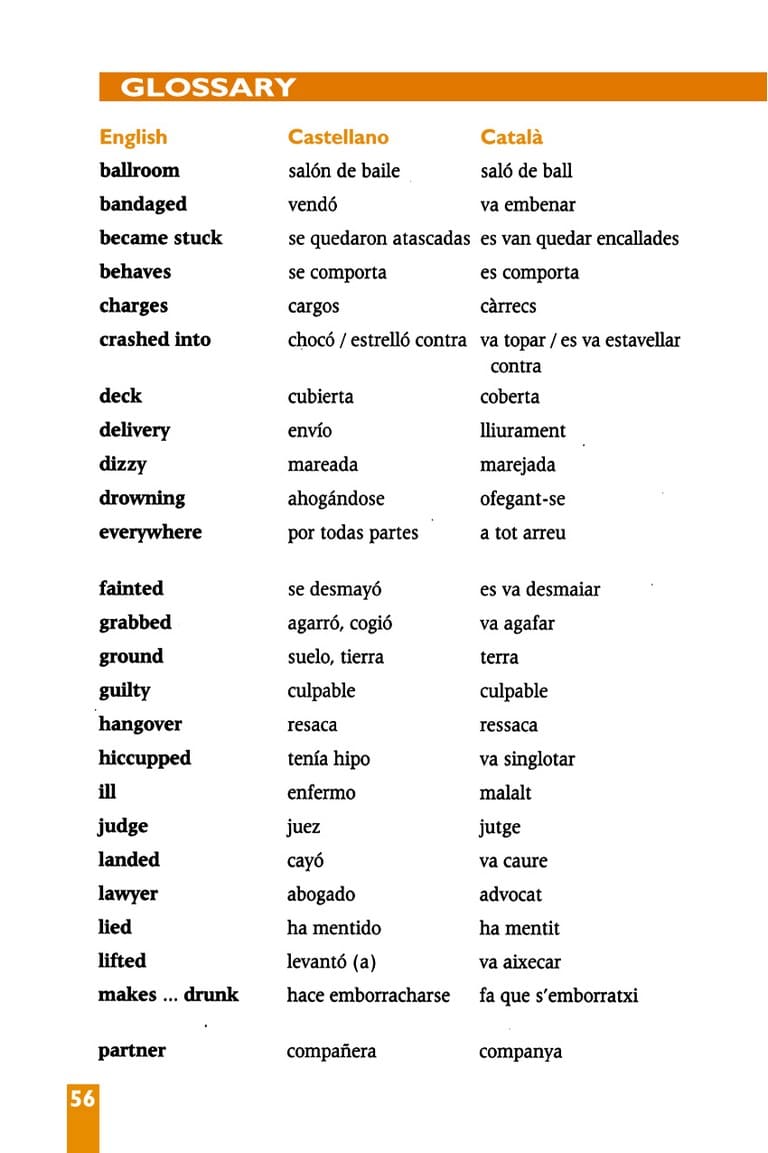 GLOSSARY
English Castellano Català
ballroom salón de baile saló de ball
bandaged vendó va embenar
became stuck se quedaron atascadas es van quedar encallades
behaves se comporta es comporta
charges cargos càrrecs
crashed into chocó / estrelló contra va topar / es va estavellar
contra
deck cubierta coberta
delivery envío lliurament
dizzy mareada marejada
drowning ahogándose ofegant-se
everywhere por todas partes a tot arreu
fainted se desmayó es va desmaiar
grabbed agarró, cogió va agafar
ground suelo, tierra terra
guilty culpable culpable
hangover resaca ressaca
hiccupped tenía hipo va singlotar
ill enfermo malalt
judge juez jutge
landed cayó va caure
lawyer abogado advocat
lied ha mentido ha mentit
lifted levantó (a) va aixecar
makes ... drunk hace emborracharse fa que s'emborratxi
partner compañera companya
56